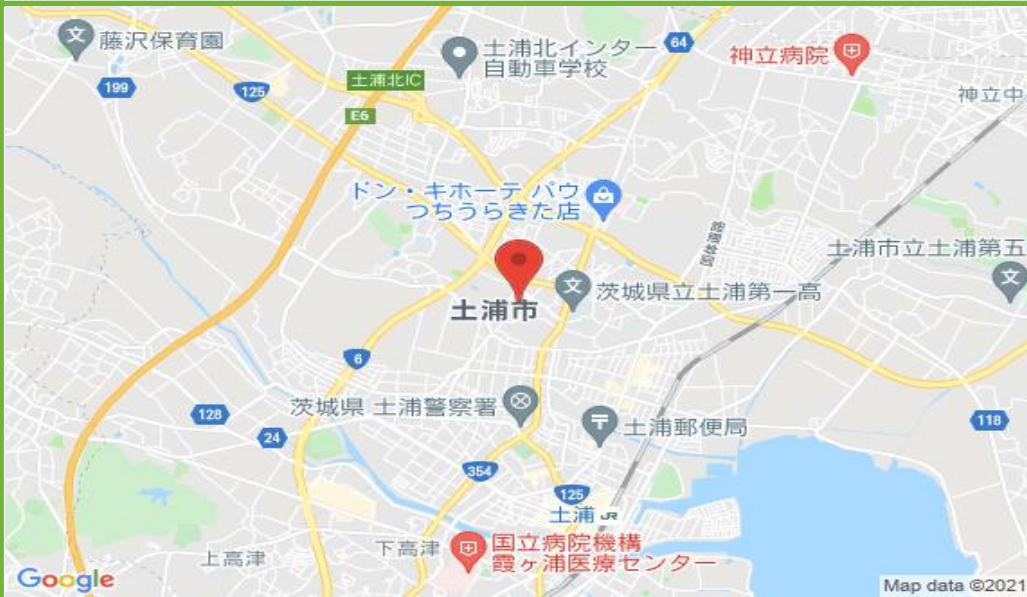 藤沢保育園
土浦北インター
自動車学校
64
神立病院
199
125
土浦北IC
E6
神立中
ドン・キホーテ パウ
つちうらきた店
国体道路
土浦市立土浦第五
茨城県立土浦第一高
土浦市
6
128
24
茨城県 土浦警察署
土浦郵便局
118
354
125
土浦 JR
上高津
下高津
国立病院機構
霞ヶ浦医療センター
Google
Map data ©2021